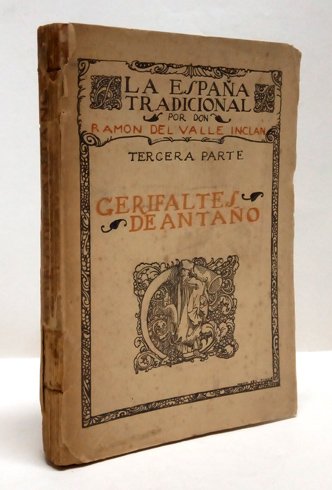 LA ESPAÑA
TRADICIONAL
POR DON
RAMON DEL VALLE INCLAN
TERCERA PARTE
GERIFALTES
DE ANTAÑO